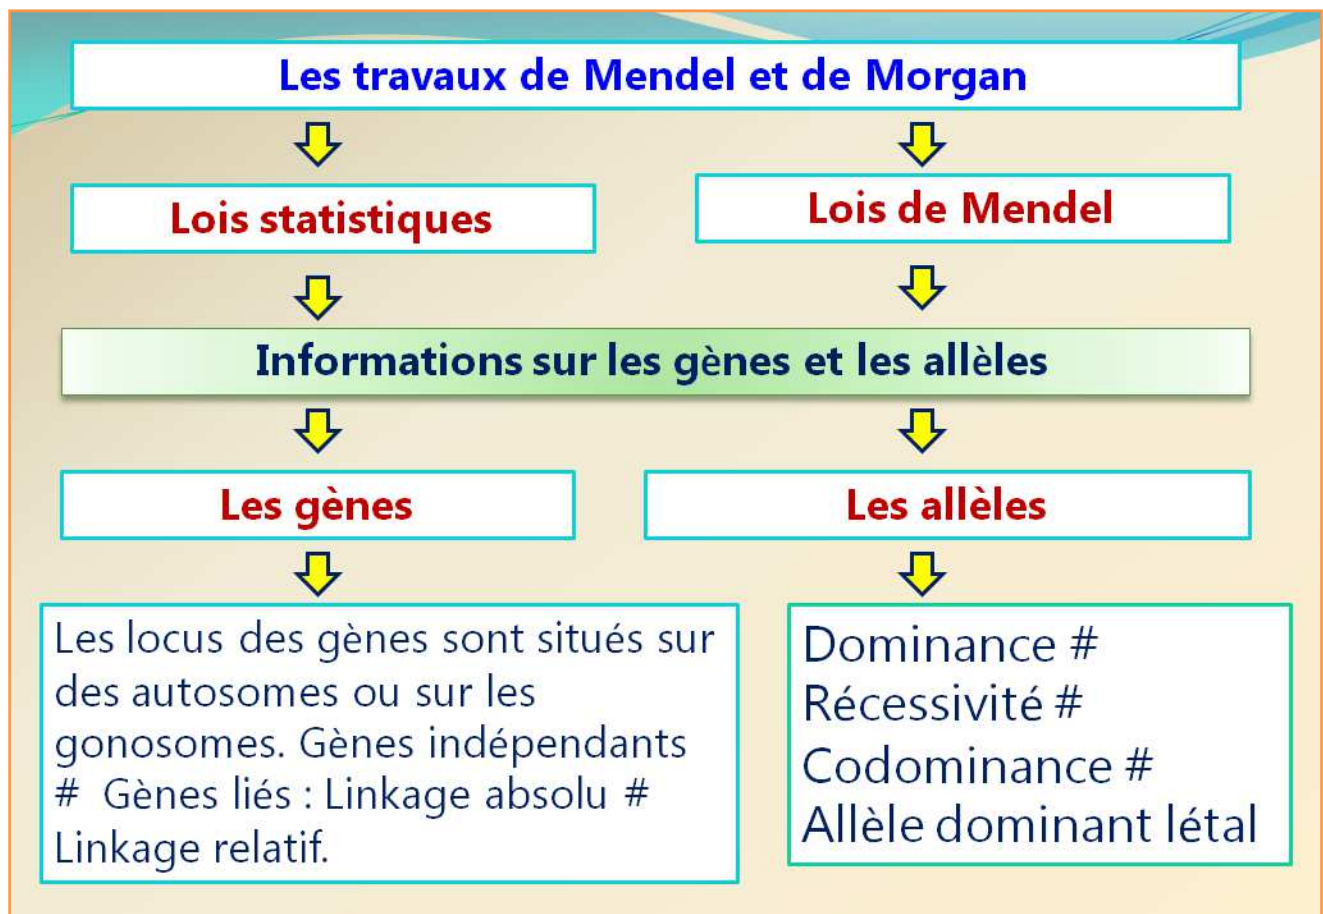 Les travaux de Mendel et de Morgan
Lois statistiques
Lois de Mendel
Informations sur les gènes et les allèles
Les gènes
Les allèles
Les locus des gènes sont situés sur
des autosomes ou sur les
gonosomes. Gènes indépendants
# Gènes liés : Linkage absolu #
Linkage relatif.
Dominance #
Récessivité #
Codominance #
Allèle dominant létal